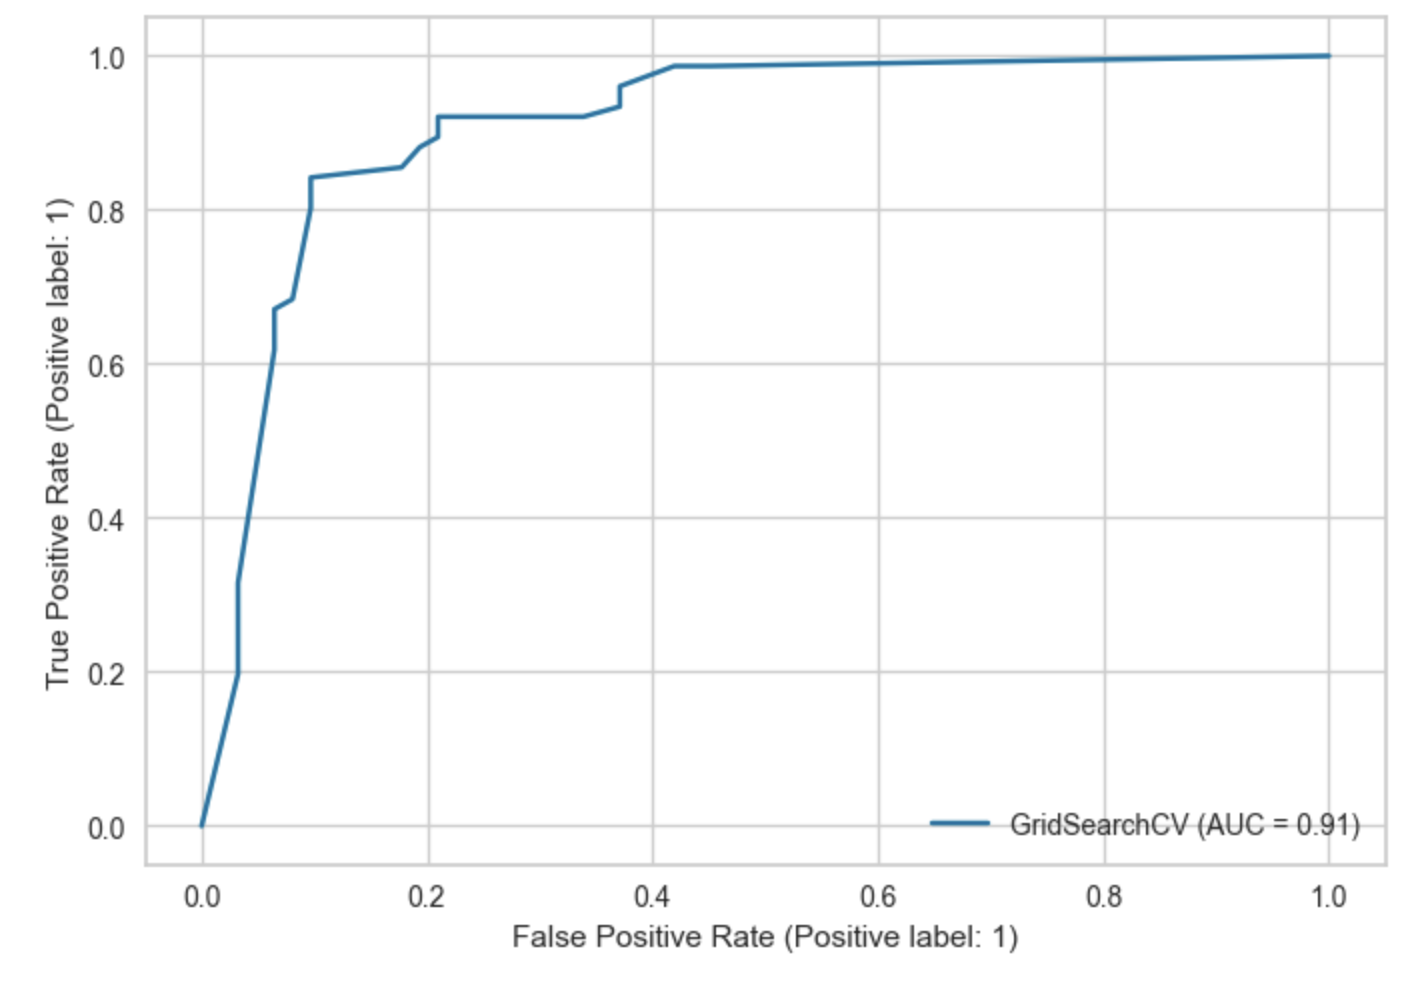 1.0
0.8
0.6
0.4
0.2
0.0
True Positive Rate (Positive label: 1)
GridSearchCV (AUC = 0.91)
0.0 0.2 0.4 0.6 0.8 1.0
False Positive Rate (Positive label: 1)